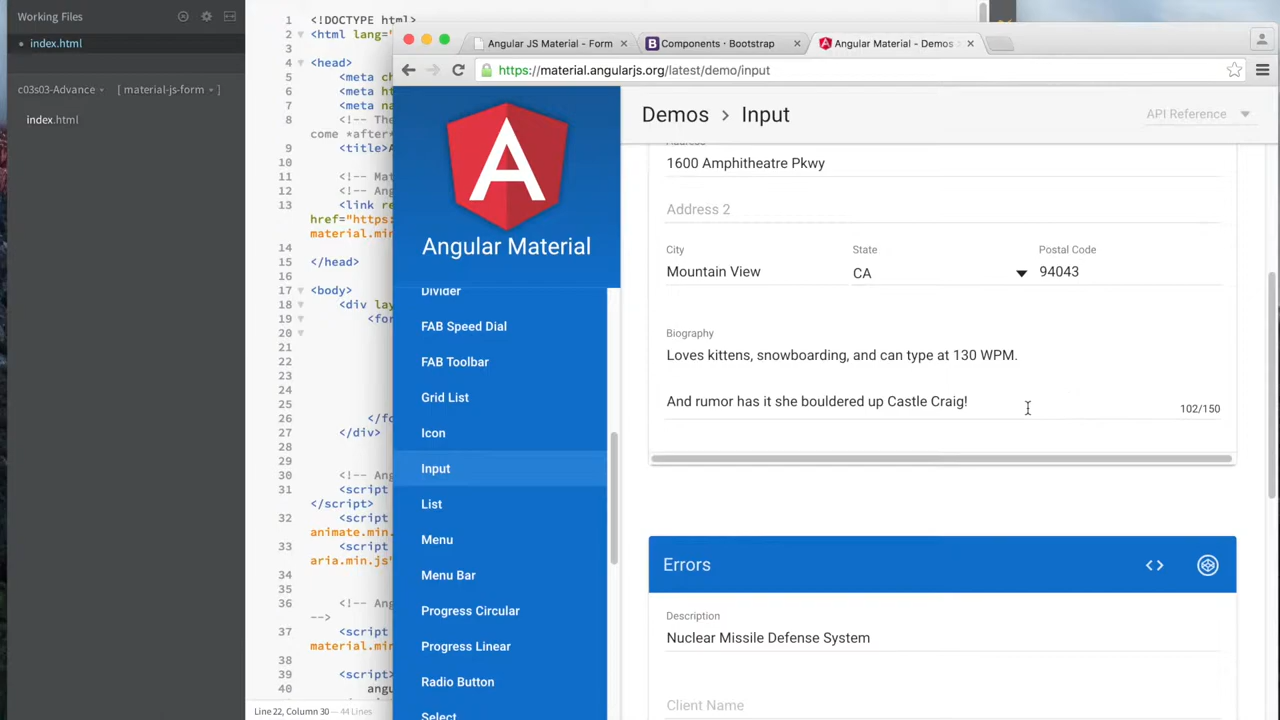 Working Files
index.html
c03s03-Advance
[ material-js-form ]
index.html
1 <!DOCTYPE html>
2 <html lang="
3
4 <head>
5 <meta ch
6 <meta ht
7 <meta na
8 <!-- The
come *after*
9 <title>A
10
11 <!-- Mat
12 <!-- Ang
13 <link re
href="https:
material.min
14
15 </head>
16
17 <body>
18 <div lay
19 <for
20
21
22
23
24
25
26 </f
27 </div>
28
29
30 <!-- Ang
31 <script
</script>
32 <script
animate.min.
33 <script
aria.min.js"
34
35
36 <!-- Ang
-->
37 <script
material.min
38
39 <script>
40 angu
Line 22, Column 30 — 44 Lines
Angular JS Material - Form
Components · Bootstrap
Angular Material - Demos
https://material.angularjs.org/latest/demo/input
Angular Material
Divider
FAB Speed Dial
FAB Toolbar
Grid List
Icon
Input
List
Menu
Menu Bar
Progress Circular
Progress Linear
Radio Button
Select
Demos > Input
API Reference
Address
1600 Amphitheatre Pkwy
Address 2
City State Postal Code
Mountain View CA 94043
Biography
Loves kittens, snowboarding, and can type at 130 WPM.
And rumor has it she bouldered up Castle Craig!
102/150
Errors
Description
Nuclear Missile Defense System
Client Name